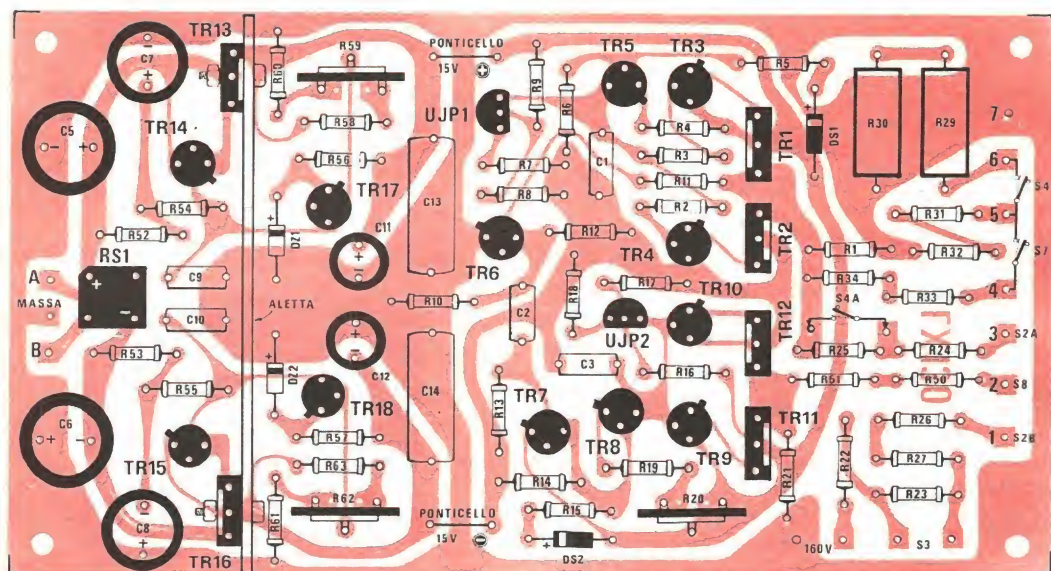 TR13
R59
PONTICELLO
15V
+
TR5
TR3
R5
C7
-
+
R60
R9
R6
R30
R29
7
UJP1
TR14
R58
R4
TR1
+
DS1
C5
-
+
R56
C13
R7
C1
R3
6
S4
TR17
R8
R11
R31
5
R54
R2
R52
+
DZ1
C11
+
-
TR6
R12
TR4
TR2
R1
R32
S7
RS1
A
C9
R18
R17
TR10
R34
R33
4
MASSA
+
-
C10
ALETTA
R10
C2
S4A
B
+
-
C12
UJP2
TR12
3
S2A
R53
+
DZ2
C14
C3
R25
R24
R55
TR18
R13
TR7
R16
R51
R50
2
S8
C6
+
-
TR15
R57
TR8
TR9
TR11
R26
1
S2B
R63
R14
R19
R21
R22
R27
C8
-
+
R61
R62
PONTICELLO
15V
-
R15
R20
R23
TR16
+
DS2
160V
S3